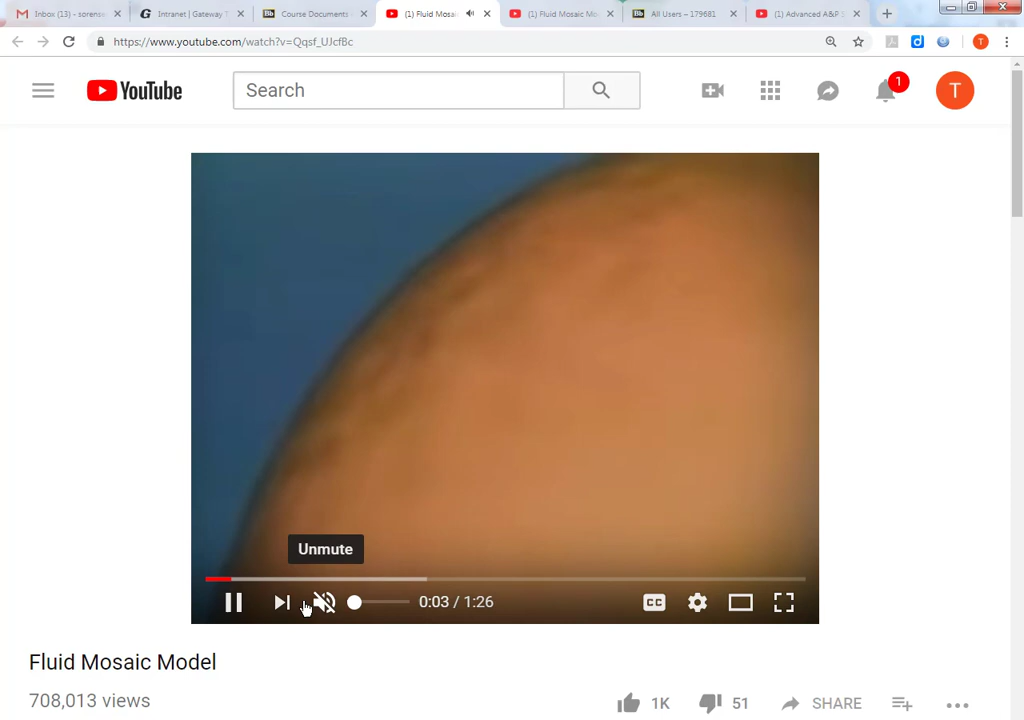 Inbox (13) - sorens
Intranet | Gateway T
Course Documents
(1) Fluid Mosai
(1) Fluid Mosaic Mo
All Users – 179681
(1) Advanced A&P S
https://www.youtube.com/watch?v=Qqsf_UJcfBc
YouTube
Search
1
T
Unmute
0:03 / 1:26
CC
Fluid Mosaic Model
708,013 views
1K
51
SHARE